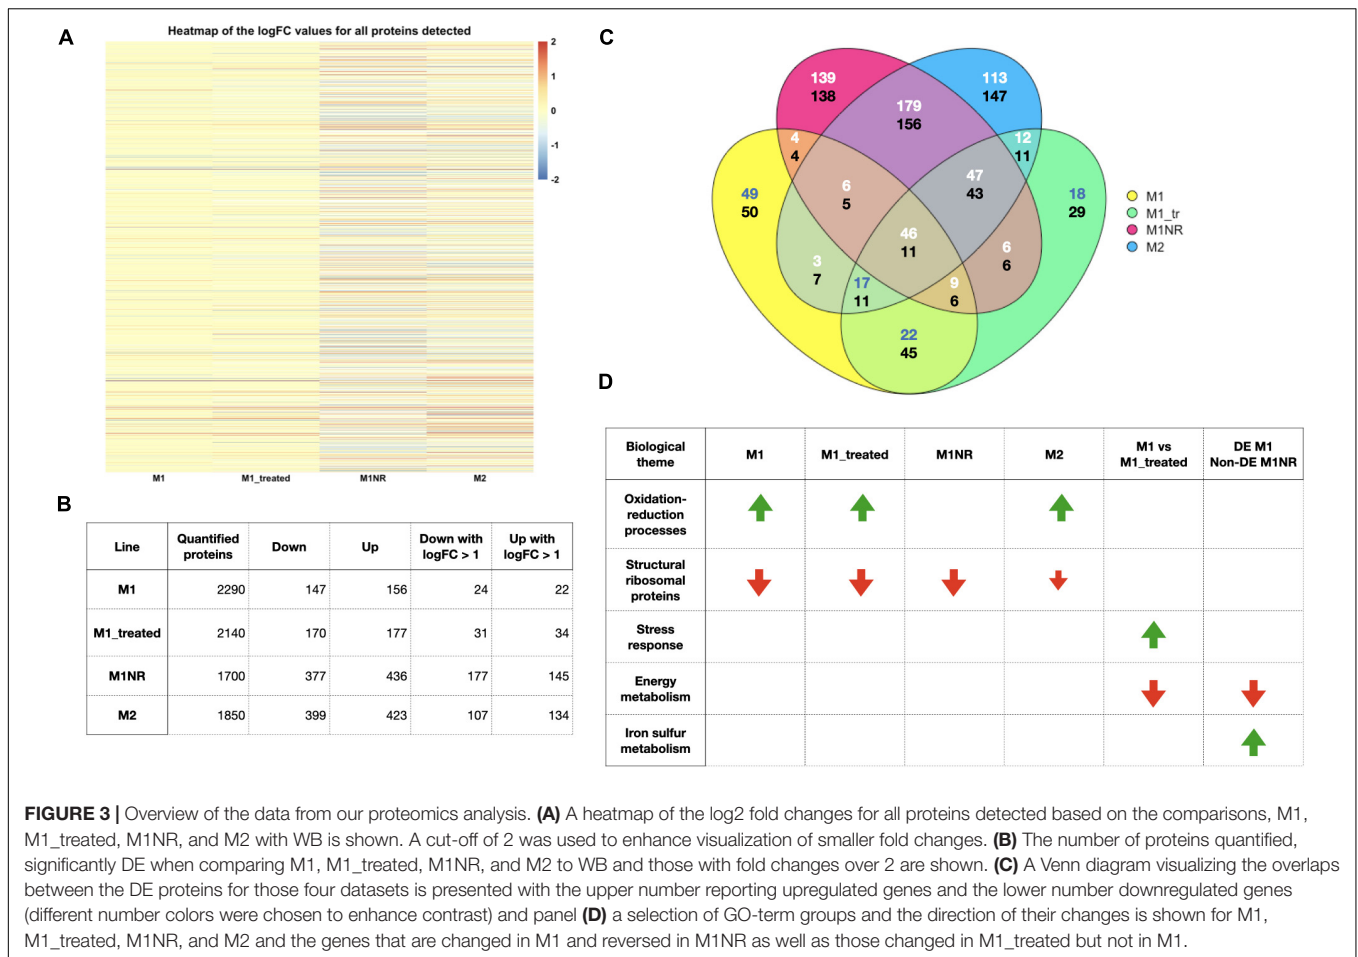 A
Heatmap of the logFC values for all proteins detected
2
1
0
-1
-2
M1 M1_treated M1NR M2
B
Line Quantified proteins Down Up Down with logFC > 1 Up with logFC > 1
M1 2290 147 156 24 22
M1_treated 2140 170 177 31 34
M1NR 1700 377 436 177 145
M2 1850 399 423 107 134
C
139
138
113
147
179
156
4
4
12
11
49
50
6
5
47
43
18
29
46
11
3
7
6
6
17
11
9
6
22
45
M1
M1_tr
M1NR
M2
D
Biological theme M1 M1_treated M1NR M2 M1 vs M1_treated DE M1 Non-DE M1NR
Oxidation-
reduction
processes
Structural
ribosomal
proteins
Stress
response
Energy
metabolism
Iron sulfur
metabolism
FIGURE 3 | Overview of the data from our proteomics analysis. (A) A heatmap of the log2 fold changes for all proteins detected based on the comparisons, M1,
M1_treated, M1NR, and M2 with WB is shown. A cut-off of 2 was used to enhance visualization of smaller fold changes. (B) The number of proteins quantified,
significantly DE when comparing M1, M1_treated, M1NR, and M2 to WB and those with fold changes over 2 are shown. (C) A Venn diagram visualizing the overlaps
between the DE proteins for those four datasets is presented with the upper number reporting upregulated genes and the lower number downregulated genes
(different number colors were chosen to enhance contrast) and panel (D) a selection of GO-term groups and the direction of their changes is shown for M1,
M1_treated, M1NR, and M2 and the genes that are changed in M1 and reversed in M1NR as well as those changed in M1_treated but not in M1.